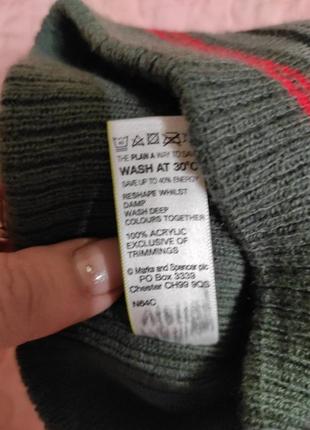 THE PLAN A WAY TO SAVE
WASH AT 30°C
SAVE UP TO 40% ENERGY
RESHAPE WHILST
DAMP
WASH DEEP
COLOURS TOGETHER
100% ACRYLIC
EXCLUSIVE OF
TRIMMINGS
© Marks and Spencer plc
PO Box 3339
Chester CH99 9QS
N64C